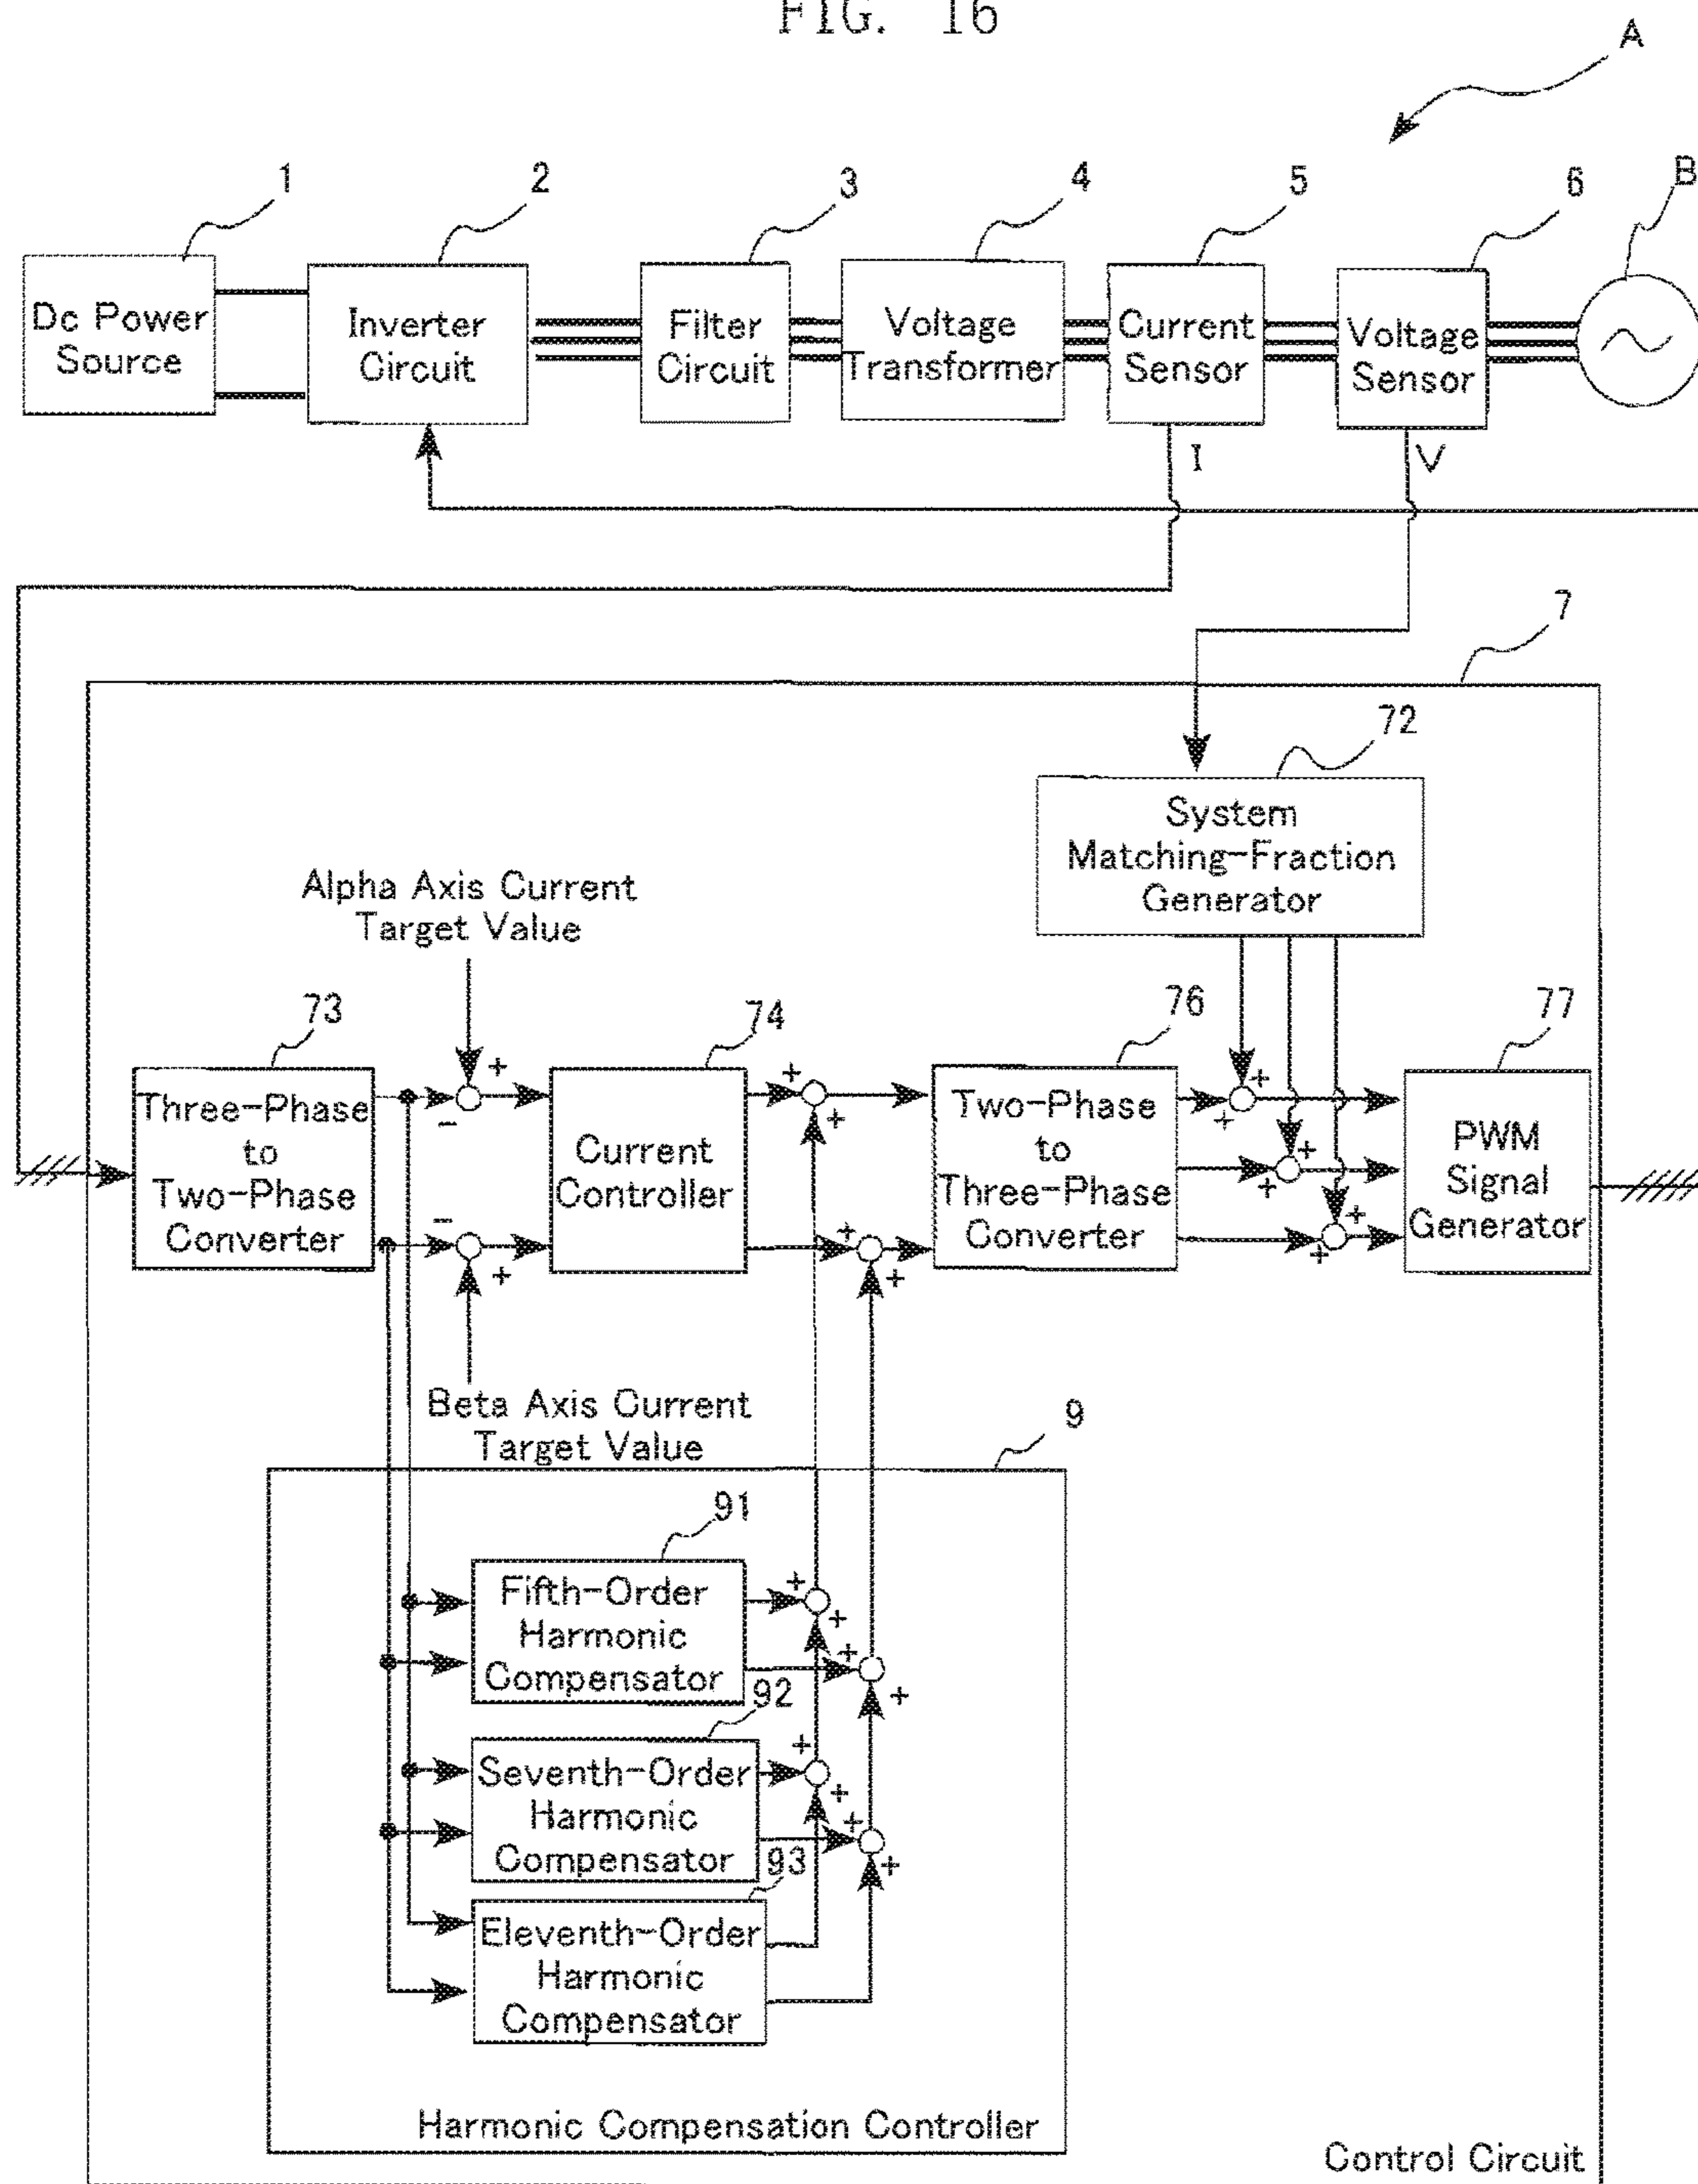 FIG. 16
A
1
2
3
4
5
6
B
Dc Power
Source
Inverter
Circuit
Filter
Circuit
Voltage
Transformer
Current
Sensor
Voltage
Sensor
I
V
7
72
System
Matching-Fraction
Generator
Alpha Axis Current
Target Value
73
74
76
77
Three-Phase
to
Two-Phase
Converter
+
-
-
+
Current
Controller
+
+
+
+
Two-Phase
to
Three-Phase
Converter
+
+
+
+
+
+
PWM
Signal
Generator
Beta Axis Current
Target Value
9
91
Fifth-Order
Harmonic
Compensator
+
+
+
+
92
Seventh-Order
Harmonic
Compensator
+
+
+
+
93
Eleventh-Order
Harmonic
Compensator
Harmonic Compensation Controller
Control Circuit